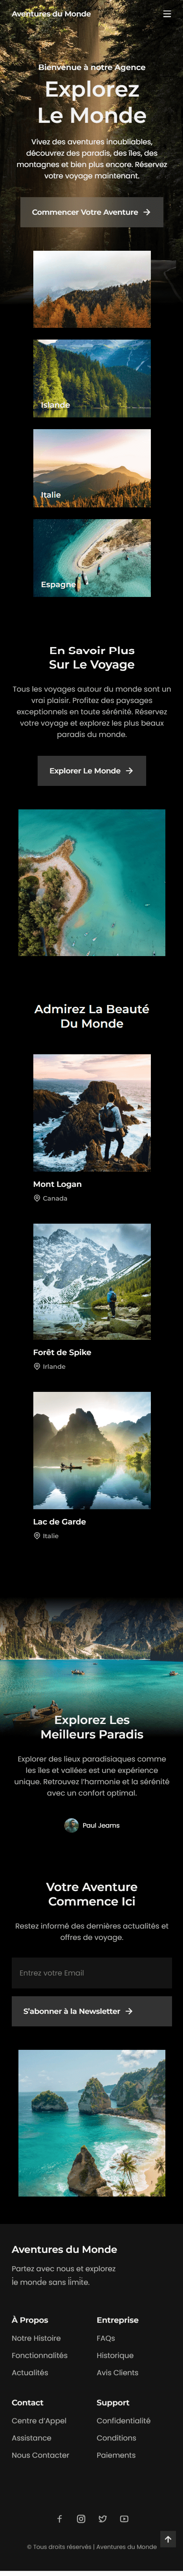 Aventures du Monde
Bienvenue à notre Agence
Explorez
Le Monde
Vivez des aventures inoubliables,
découvrez des paradis, des îles, des
montagnes et bien plus encore. Réservez
votre voyage maintenant.
Commencer Votre Aventure
Islande
Italie
Espagne
En Savoir Plus
Sur Le Voyage
Tous les voyages autour du monde sont un
vrai plaisir. Profitez des paysages
exceptionnels en toute sérénité. Réservez
votre voyage et explorez les plus beaux
paradis du monde.
Explorer Le Monde
Admirez La Beauté
Du Monde
Mont Logan
Canada
Forêt de Spike
Irlande
Lac de Garde
Italie
Explorez Les
Meilleurs Paradis
Explorer des lieux paradisiaques comme
les îles et vallées est une expérience
unique. Retrouvez l'harmonie et la sérénité
avec un confort optimal.
Paul Jeams
Votre Aventure
Commence Ici
Restez informé des dernières actualités et
offres de voyage.
Entrez votre Email
S'abonner à la Newsletter
Aventures du Monde
Partez avec nous et explorez
le monde sans limite.
À Propos
Notre Histoire
Fonctionnalités
Actualités
Entreprise
FAQs
Historique
Avis Clients
Contact
Centre d'Appel
Assistance
Nous Contacter
Support
Confidentialité
Conditions
Paiements
© Tous droits réservés | Aventures du Monde